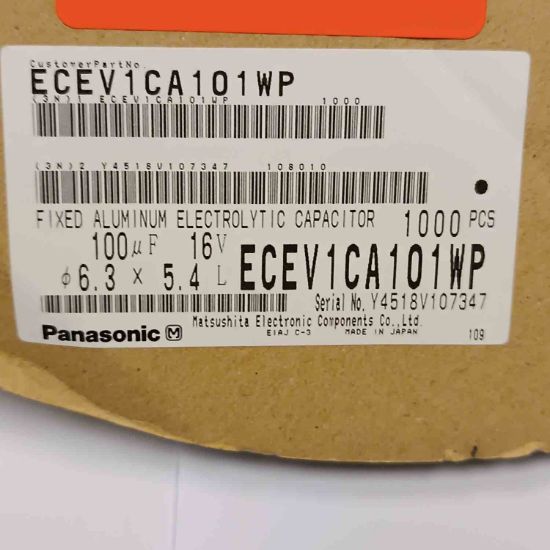 CustomerPartNo.
ECEV1CA101WP
(3N)1 ECEV1CA101WP 1000
(3N)2 Y4518V107347 108010
FIXED ALUMINUM ELECTROLYTIC CAPACITOR 1000 PCS
100μF 16V ECEV1CA101WP
φ6.3 × 5.4 L
Serial No. Y4518V107347
Panasonic M Matsushita Electronic Components Co.,Ltd.
EIAJ C-3 MADE IN JAPAN 109